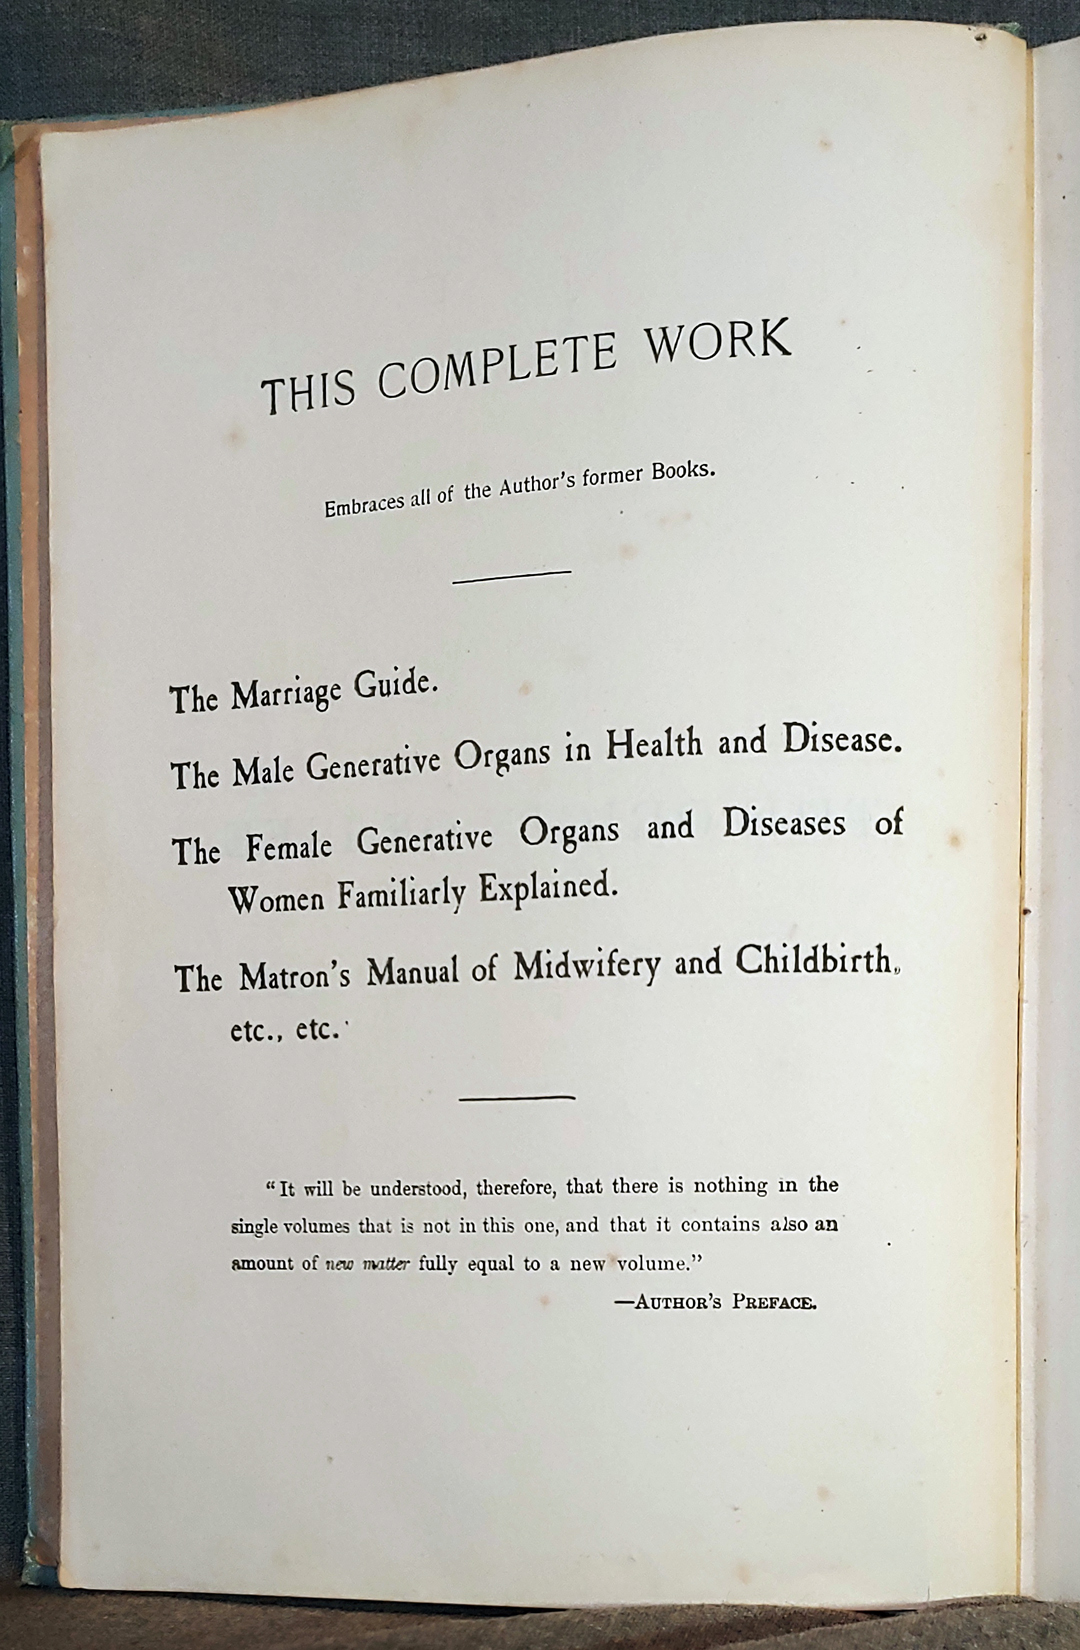 THIS COMPLETE WORK
Embraces all of the Author's former Books.
The Marriage Guide.
The Male Generative Organs in Health and Disease.
The Female Generative Organs and Diseases of
Women Familiarly Explained.
The Matron's Manual of Midwifery and Childbirth,
etc., etc.
"It will be understood, therefore, that there is nothing in the
single volumes that is not in this one, and that it contains also an
amount of new matter fully equal to a new volume."
—AUTHOR'S PREFACE.